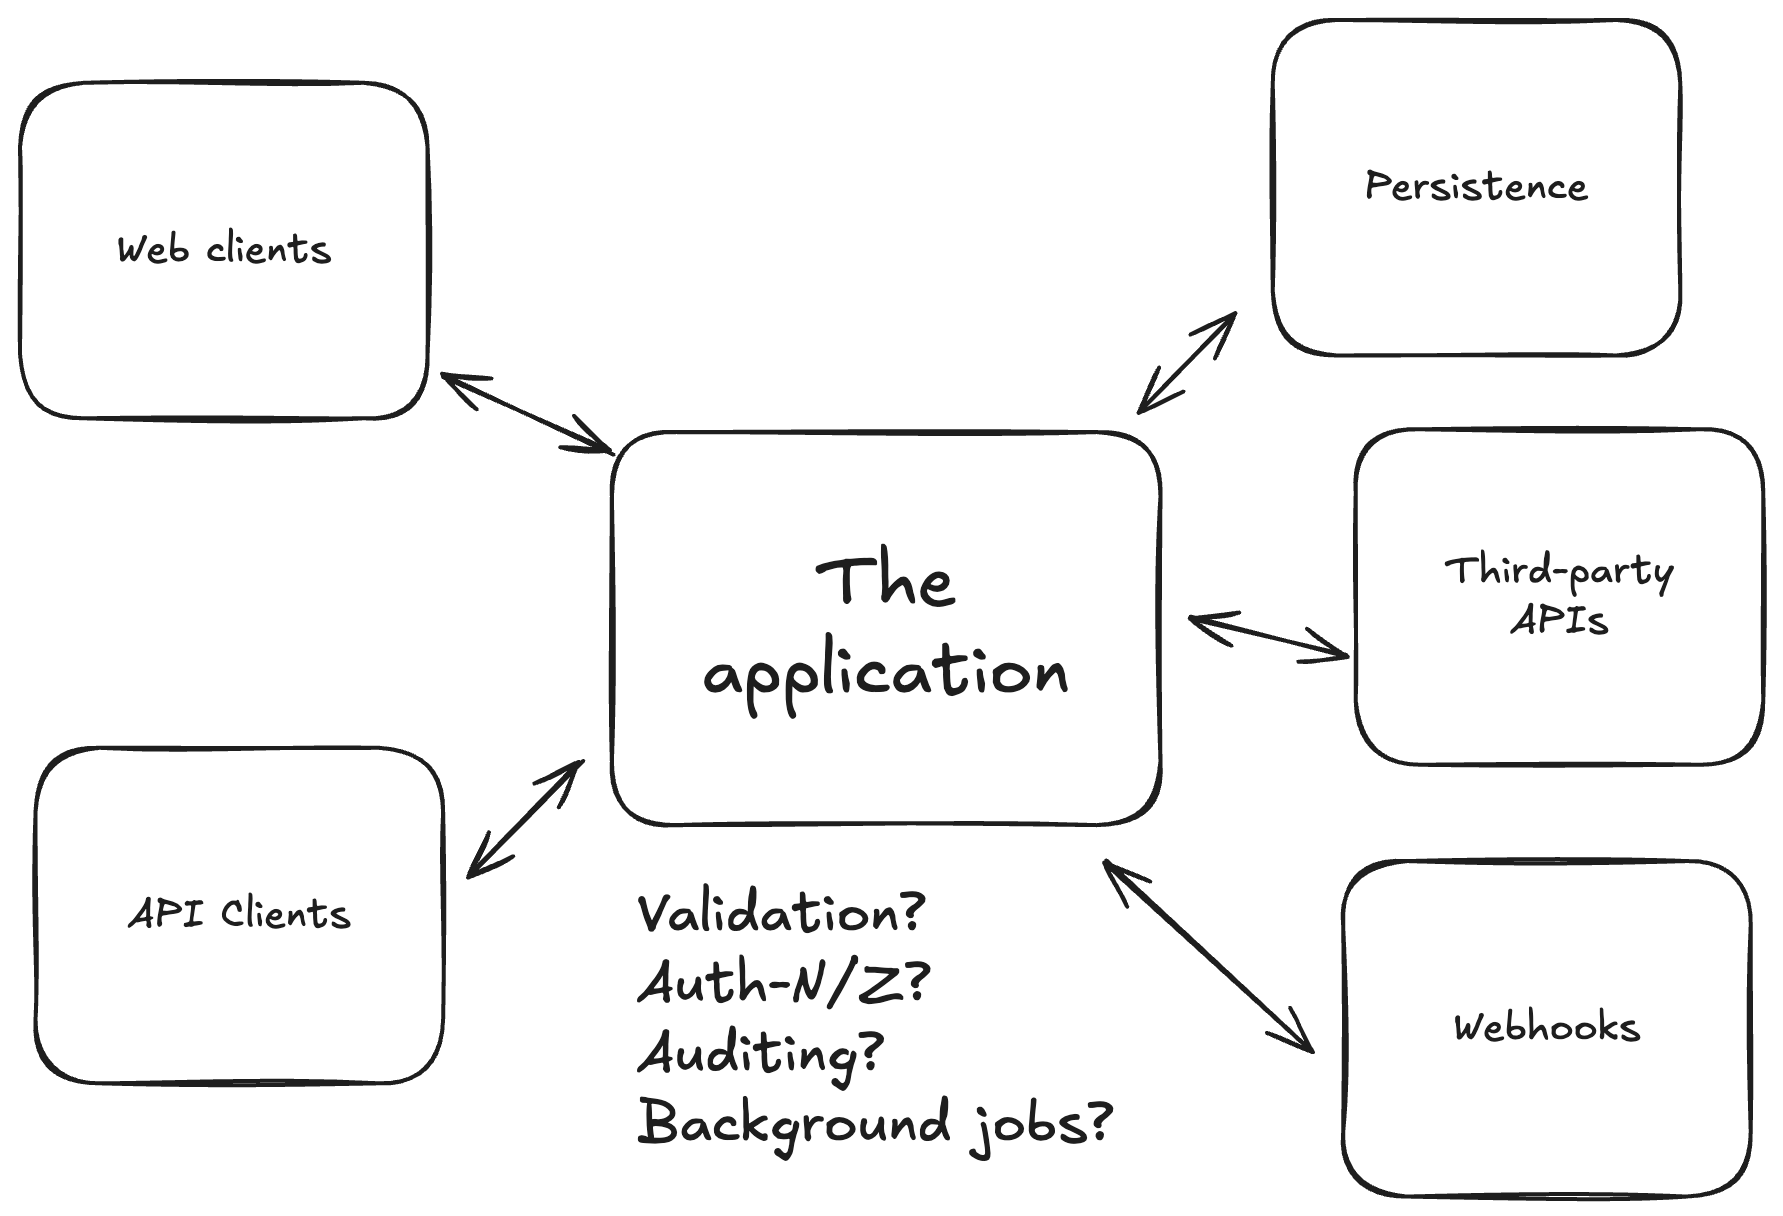 Web clients
Persistence
The
application
Third-party
APIs
API Clients
Validation?
Auth-N/Z?
Auditing?
Background jobs?
Webhooks